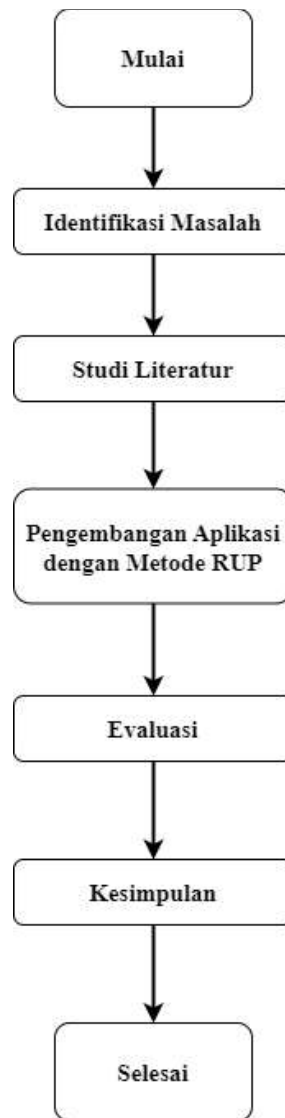 Mulai
Identifikasi Masalah
Studi Literatur
Pengembangan Aplikasi
dengan Metode RUP
Evaluasi
Kesimpulan
Selesai